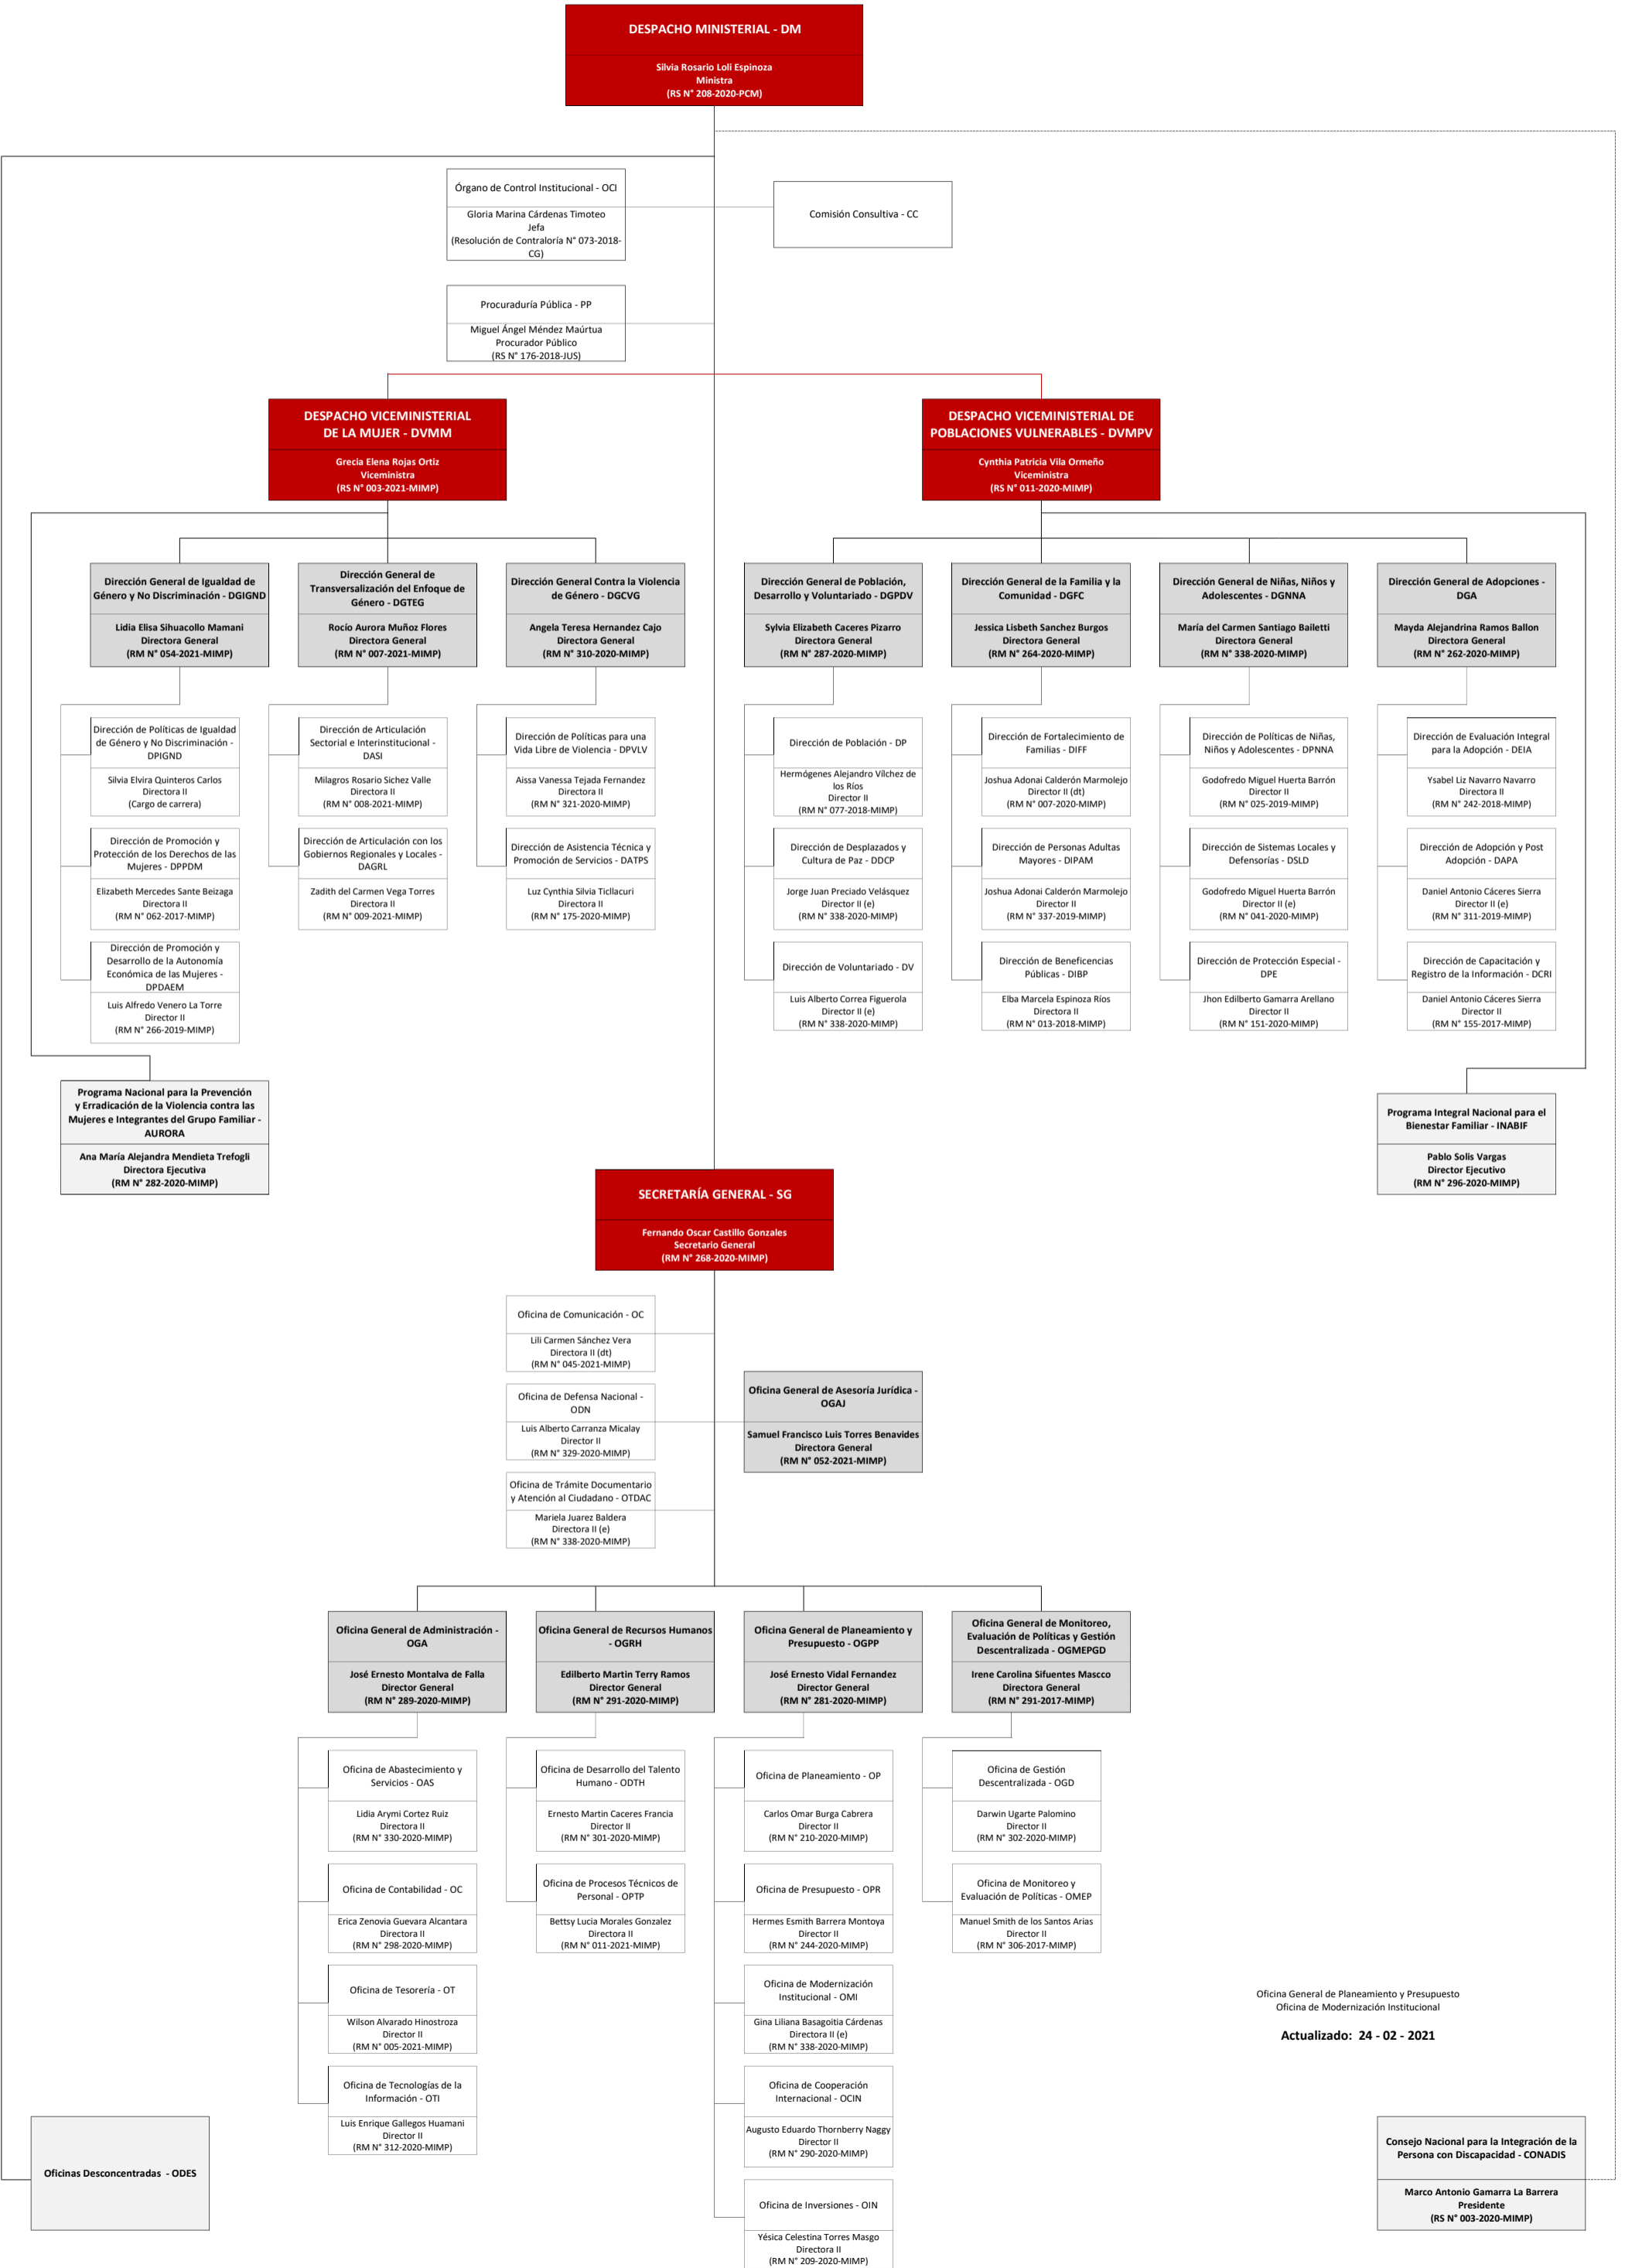 DESPACHO MINISTERIAL - DM
Silvia Rosario Loli Espinoza
Ministra
(RS N° 208-2020-PCM)
Órgano de Control Institucional - OCI
Gloria Marina Cárdenas Timoteo
Jefa
(Resolución de Contraloría N° 073-2018-
CG)
Comisión Consultiva - CC
Procuraduría Pública - PP
Miguel Ángel Méndez Maúrtua
Procurador Público
(RS N° 176-2018-JUS)
DESPACHO VICEMINISTERIAL
DE LA MUJER - DVMM
Grecia Elena Rojas Ortiz
Viceministra
(RS N° 003-2021-MIMP)
DESPACHO VICEMINISTERIAL DE
POBLACIONES VULNERABLES - DVMPV
Cynthia Patricia Vila Ormeño
Viceministra
(RS N° 011-2020-MIMP)
Dirección General de Igualdad de
Género y No Discriminación - DGIGND
Lidia Elisa Sihuacollo Mamani
Directora General
(RM N° 054-2021-MIMP)
Dirección General de
Transversalización del Enfoque de
Género - DGTEG
Rocío Aurora Muñoz Flores
Directora General
(RM N° 007-2021-MIMP)
Dirección General Contra la Violencia
de Género - DGCVG
Angela Teresa Hernandez Cajo
Directora General
(RM N° 310-2020-MIMP)
Dirección General de Población,
Desarrollo y Voluntariado - DGPDV
Sylvia Elizabeth Caceres Pizarro
Directora General
(RM N° 287-2020-MIMP)
Dirección General de la Familia y la
Comunidad - DGFC
Jessica Lisbeth Sanchez Burgos
Directora General
(RM N° 264-2020-MIMP)
Dirección General de Niñas, Niños y
Adolescentes - DGNNA
María del Carmen Santiago Bailetti
Directora General
(RM N° 338-2020-MIMP)
Dirección General de Adopciones -
DGA
Mayda Alejandrina Ramos Ballon
Directora General
(RM N° 262-2020-MIMP)
Dirección de Políticas de Igualdad
de Género y No Discriminación -
DPIGND
Silvia Elvira Quinteros Carlos
Directora II
(Cargo de carrera)
Dirección de Articulación
Sectorial e Interinstitucional -
DASI
Milagros Rosario Sichez Valle
Directora II
(RM N° 008-2021-MIMP)
Dirección de Políticas para una
Vida Libre de Violencia - DPVLV
Aissa Vanessa Tejada Fernandez
Directora II
(RM N° 321-2020-MIMP)
Dirección de Población - DP
Hermógenes Alejandro Vílchez de
los Ríos
Director II
(RM N° 077-2018-MIMP)
Dirección de Fortalecimiento de
Familias - DIFF
Joshua Adonai Calderón Marmolejo
Director II (dt)
(RM N° 007-2020-MIMP)
Dirección de Políticas de Niñas,
Niños y Adolescentes - DPNNA
Godofredo Miguel Huerta Barrón
Director II
(RM N° 025-2019-MIMP)
Dirección de Evaluación Integral
para la Adopción - DEIA
Ysabel Liz Navarro Navarro
Directora II
(RM N° 242-2018-MIMP)
Dirección de Promoción y
Protección de los Derechos de las
Mujeres - DPPDM
Elizabeth Mercedes Sante Beizaga
Directora II
(RM N° 062-2017-MIMP)
Dirección de Articulación con los
Gobiernos Regionales y Locales -
DAGRL
Zadith del Carmen Vega Torres
Directora II
(RM N° 009-2021-MIMP)
Dirección de Asistencia Técnica y
Promoción de Servicios - DATPS
Luz Cynthia Silvia Ticllacuri
Directora II
(RM N° 175-2020-MIMP)
Dirección de Desplazados y
Cultura de Paz - DDCP
Jorge Juan Preciado Velásquez
Director II (e)
(RM N° 338-2020-MIMP)
Dirección de Personas Adultas
Mayores - DIPAM
Joshua Adonai Calderón Marmolejo
Director II
(RM N° 337-2019-MIMP)
Dirección de Sistemas Locales y
Defensorías - DSLD
Godofredo Miguel Huerta Barrón
Director II (e)
(RM N° 041-2020-MIMP)
Dirección de Adopción y Post
Adopción - DAPA
Daniel Antonio Cáceres Sierra
Director II (e)
(RM N° 311-2019-MIMP)
Dirección de Promoción y
Desarrollo de la Autonomía
Económica de las Mujeres -
DPDAEM
Luis Alfredo Venero La Torre
Director II
(RM N° 266-2019-MIMP)
Dirección de Voluntariado - DV
Luis Alberto Correa Figuerola
Director II (e)
(RM N° 338-2020-MIMP)
Dirección de Beneficencias
Públicas - DIBP
Elba Marcela Espinoza Ríos
Directora II
(RM N° 013-2018-MIMP)
Dirección de Protección Especial -
DPE
Jhon Edilberto Gamarra Arellano
Director II
(RM N° 151-2020-MIMP)
Dirección de Capacitación y
Registro de la Información - DCRI
Daniel Antonio Cáceres Sierra
Director II
(RM N° 155-2017-MIMP)
Programa Nacional para la Prevención
y Erradicación de la Violencia contra las
Mujeres e Integrantes del Grupo Familiar -
AURORA
Ana María Alejandra Mendieta Trefogli
Directora Ejecutiva
(RM N° 282-2020-MIMP)
Programa Integral Nacional para el
Bienestar Familiar - INABIF
Pablo Solis Vargas
Director Ejecutivo
(RM N° 296-2020-MIMP)
SECRETARÍA GENERAL - SG
Fernando Oscar Castillo Gonzales
Secretario General
(RM N° 268-2020-MIMP)
Oficina de Comunicación - OC
Lili Carmen Sánchez Vera
Directora II (dt)
(RM N° 045-2021-MIMP)
Oficina de Defensa Nacional -
ODN
Luis Alberto Carranza Micalay
Director II
(RM N° 329-2020-MIMP)
Oficina General de Asesoría Jurídica -
OGAJ
Samuel Francisco Luis Torres Benavides
Directora General
(RM N° 052-2021-MIMP)
Oficina de Trámite Documentario
y Atención al Ciudadano - OTDAC
Mariela Juarez Baldera
Directora II (e)
(RM N° 338-2020-MIMP)
Oficina General de Administración -
OGA
José Ernesto Montalva de Falla
Director General
(RM N° 289-2020-MIMP)
Oficina General de Recursos Humanos
- OGRH
Edilberto Martin Terry Ramos
Director General
(RM N° 291-2020-MIMP)
Oficina General de Planeamiento y
Presupuesto - OGPP
José Ernesto Vidal Fernandez
Director General
(RM N° 281-2020-MIMP)
Oficina General de Monitoreo,
Evaluación de Políticas y Gestión
Descentralizada - OGMEPGD
Irene Carolina Sifuentes Mascco
Directora General
(RM N° 291-2017-MIMP)
Oficina de Abastecimiento y
Servicios - OAS
Lidia Arymi Cortez Ruiz
Directora II
(RM N° 330-2020-MIMP)
Oficina de Desarrollo del Talento
Humano - ODTH
Ernesto Martin Caceres Francia
Director II
(RM N° 301-2020-MIMP)
Oficina de Planeamiento - OP
Carlos Omar Burga Cabrera
Director II
(RM N° 210-2020-MIMP)
Oficina de Gestión
Descentralizada - OGD
Darwin Ugarte Palomino
Director II
(RM N° 302-2020-MIMP)
Oficina de Contabilidad - OC
Erica Zenovia Guevara Alcantara
Directora II
(RM N° 298-2020-MIMP)
Oficina de Procesos Técnicos de
Personal - OPTP
Bettsy Lucia Morales Gonzalez
Directora II
(RM N° 011-2021-MIMP)
Oficina de Presupuesto - OPR
Hermes Esmith Barrera Montoya
Director II
(RM N° 244-2020-MIMP)
Oficina de Monitoreo y
Evaluación de Políticas - OMEP
Manuel Smith de los Santos Arias
Director II
(RM N° 306-2017-MIMP)
Oficina de Tesorería - OT
Wilson Alvarado Hinostroza
Director II
(RM N° 005-2021-MIMP)
Oficina de Modernización
Institucional - OMI
Gina Liliana Basagoitia Cárdenas
Directora II (e)
(RM N° 338-2020-MIMP)
Oficina General de Planeamiento y Presupuesto
Oficina de Modernización Institucional
Actualizado: 24 - 02 - 2021
Oficina de Tecnologías de la
Información - OTI
Luis Enrique Gallegos Huamani
Director II
(RM N° 312-2020-MIMP)
Oficina de Cooperación
Internacional - OCIN
Augusto Eduardo Thornberry Naggy
Director II
(RM N° 290-2020-MIMP)
Oficinas Desconcentradas - ODES
Consejo Nacional para la Integración de la
Persona con Discapacidad - CONADIS
Marco Antonio Gamarra La Barrera
Presidente
(RS N° 003-2020-MIMP)
Oficina de Inversiones - OIN
Yésica Celestina Torres Masgo
Directora II
(RM N° 209-2020-MIMP)